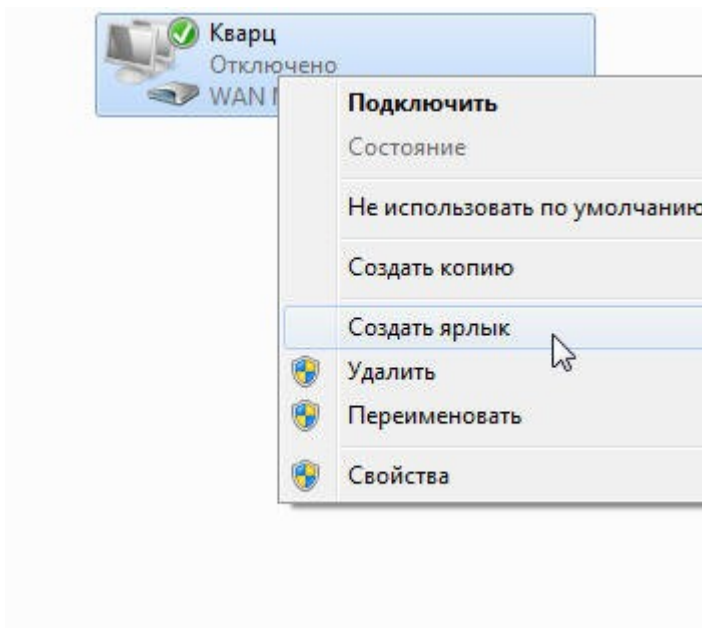 Кварц
Отключено
WAN
Подключить
Состояние
Не использовать по умолчанию
Создать копию
Создать ярлык
Удалить
Переименовать
Свойства